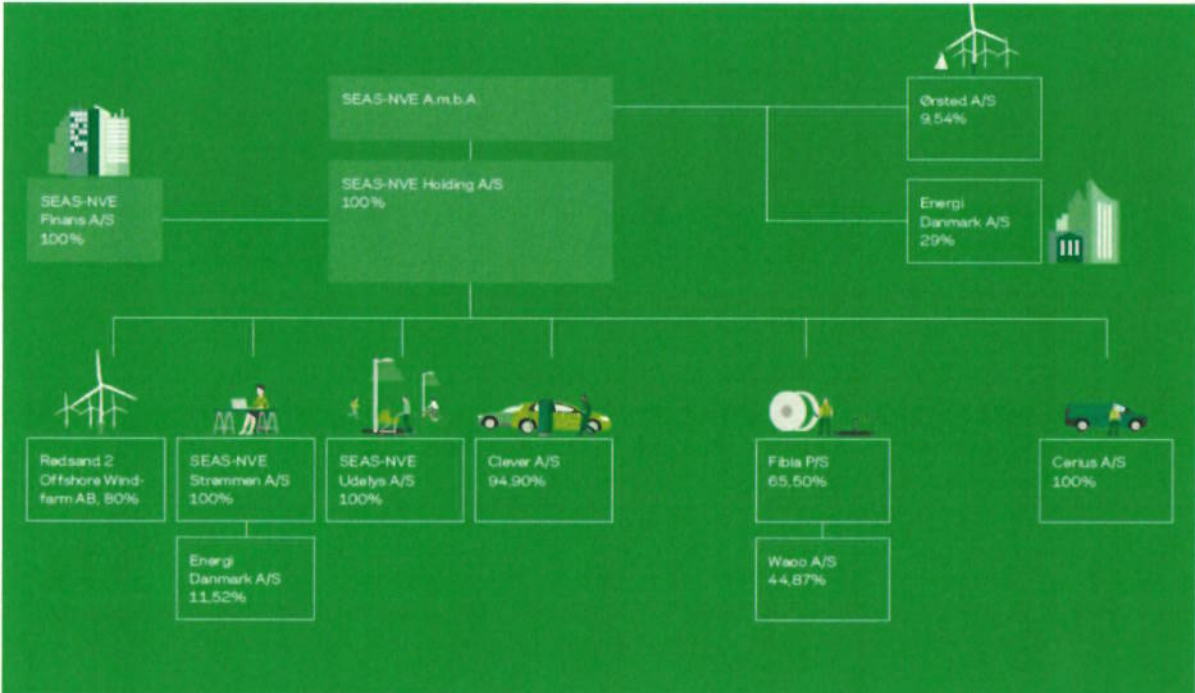 SEAS-NVE A.m.b.A.
Ørsted A/S
9,54%
SEAS-NVE Holding A/S
100%
SEAS-NVE
Finans A/S
100%
Energi
Danmark A/S
29%
Rødsand 2
Offshore Wind-
farm AB, 80%
SEAS-NVE
Strømmen A/S
100%
SEAS-NVE
Udelys A/S
100%
Clever A/S
94.90%
Fibia P/S
65,50%
Cerius A/S
100%
Energi
Danmark A/S
11,52%
Waoo A/S
44,87%